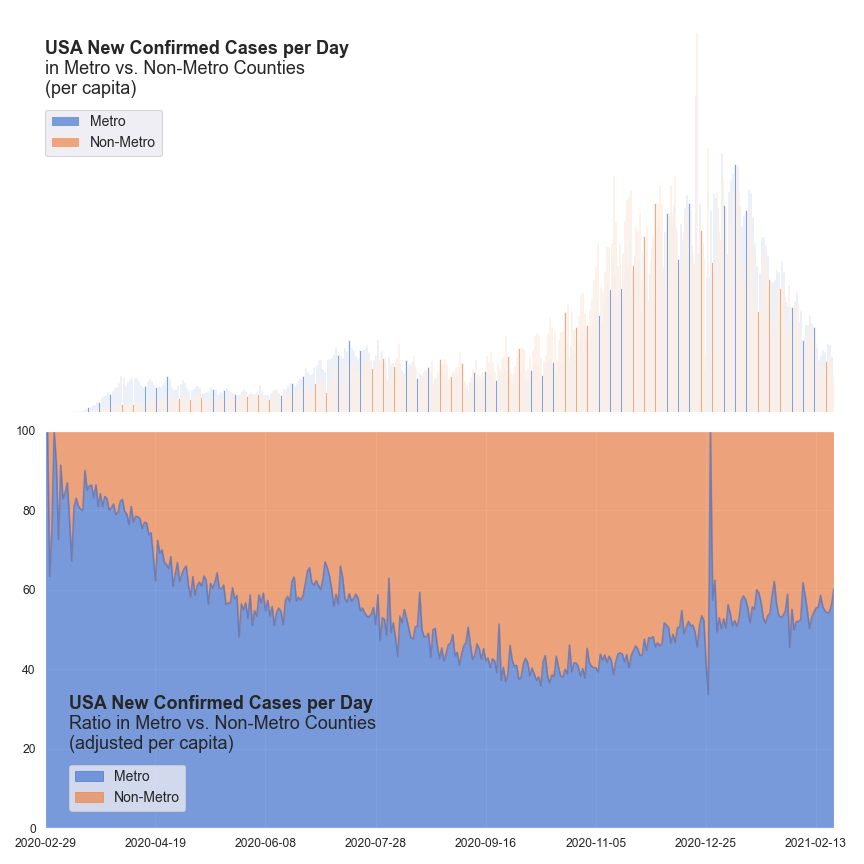 USA New Confirmed Cases per Day
in Metro vs. Non-Metro Counties
(per capita)
Metro
Non-Metro
100
80
60
40
20
0
USA New Confirmed Cases per Day
Ratio in Metro vs. Non-Metro Counties
(adjusted per capita)
Metro
Non-Metro
2020-02-29 2020-04-19 2020-06-08 2020-07-28 2020-09-16 2020-11-05 2020-12-25 2021-02-13